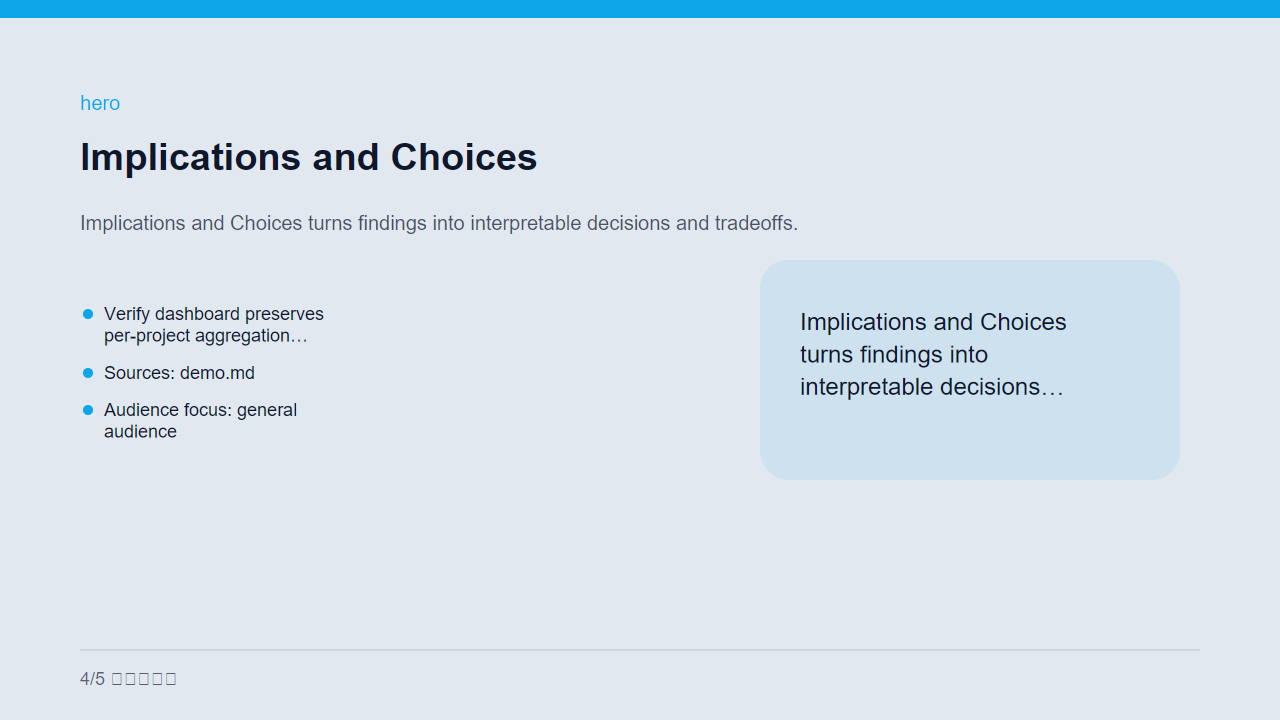 hero
Implications and Choices
Implications and Choices turns findings into interpretable decisions and tradeoffs.
Verify dashboard preserves
per-project aggregation…
Sources: demo.md
Audience focus: general
audience
Implications and Choices
turns findings into
interpretable decisions…
4/5